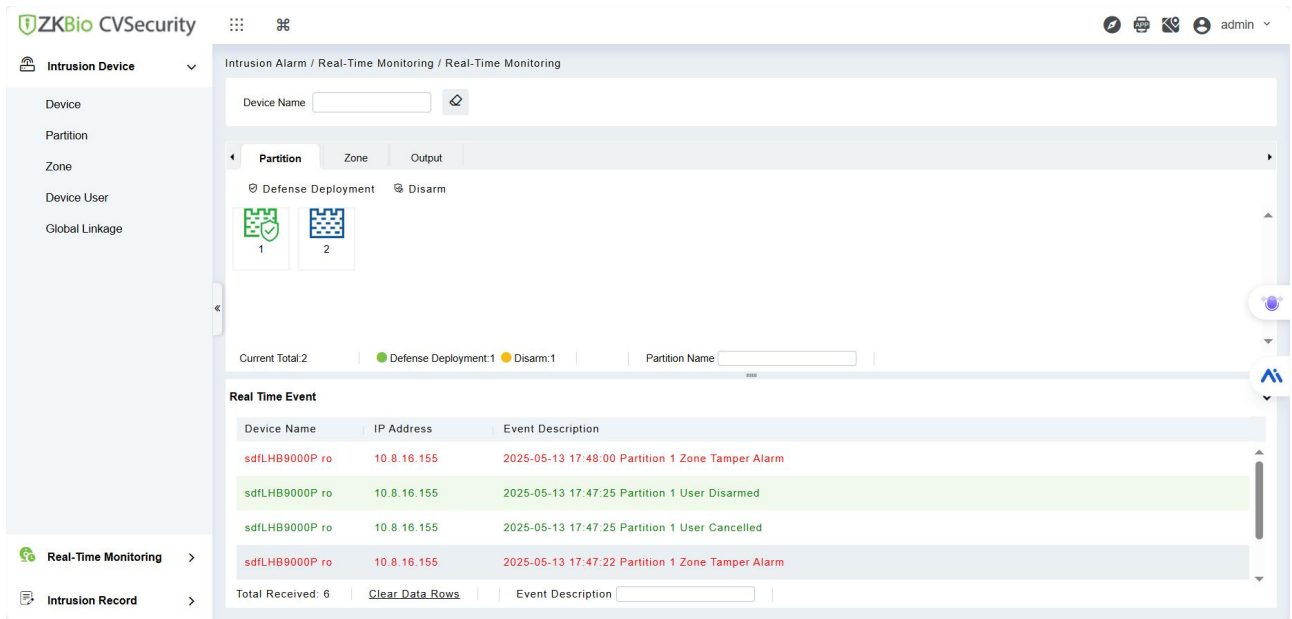 ZKBio CVSecurity
admin
Intrusion Device
Device
Partition
Zone
Device User
Global Linkage
Real-Time Monitoring
Intrusion Record
Intrusion Alarm / Real-Time Monitoring / Real-Time Monitoring
Device Name
Partition Zone Output
Defense Deployment Disarm
1 2
Current Total:2 Defense Deployment:1 Disarm:1 Partition Name
Real Time Event
Device Name IP Address Event Description
sdfLHB9000P ro 10.8.16.155 2025-05-13 17:48:00 Partition 1 Zone Tamper Alarm
sdfLHB9000P ro 10.8.16.155 2025-05-13 17:47:25 Partition 1 User Disarmed
sdfLHB9000P ro 10.8.16.155 2025-05-13 17:47:25 Partition 1 User Cancelled
sdfLHB9000P ro 10.8.16.155 2025-05-13 17:47:22 Partition 1 Zone Tamper Alarm
Total Received: 6 Clear Data Rows Event Description